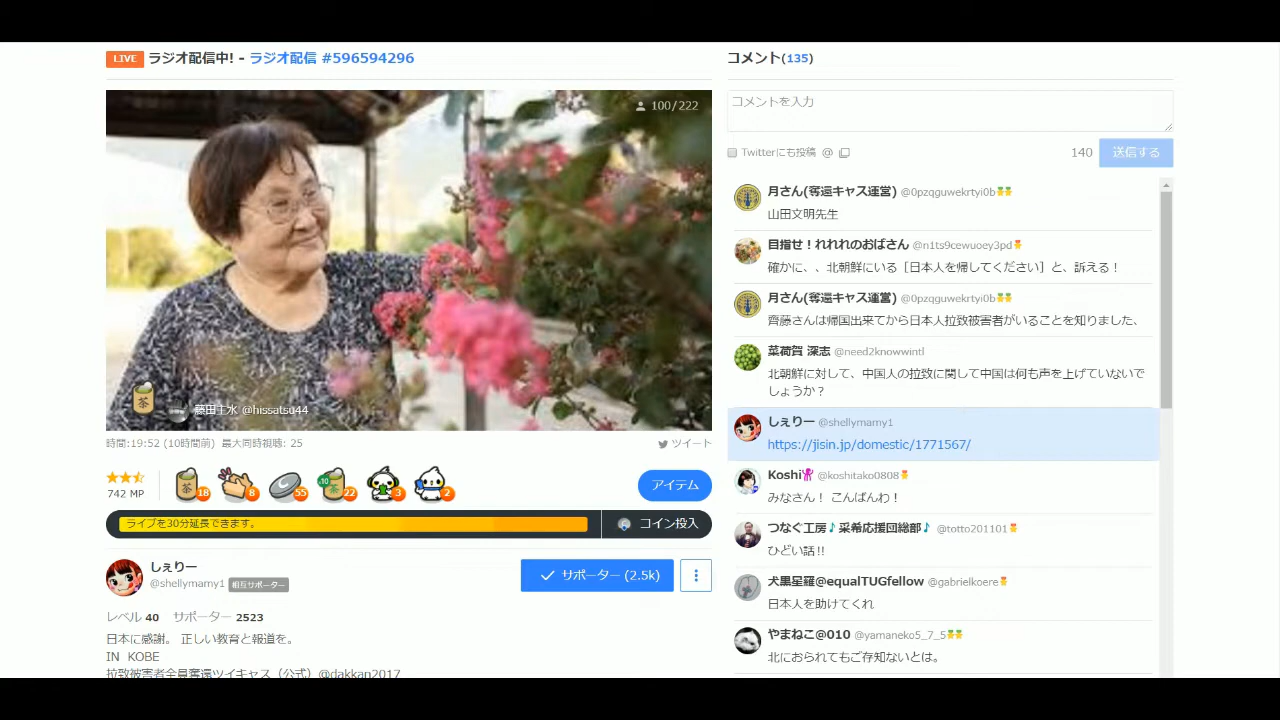 LIVE ラジオ配信中! - ラジオ配信 #596594296
100/222
藤田主水 @hissatsu44
時間:19:52 (10時間前) 最大同時視聴: 25
ツイート
742 MP
茶 18
8
55
x10 茶 22
3
2
アイテム
ライブを30分延長できます。
コイン投入
しぇりー
@shellymamy1 相互サポーター
サポーター (2.5k)
レベル 40 サポーター 2523
日本に感謝。 正しい教育と報道を。
IN KOBE
拉致被害者全員奪還ツイキャス（公式）@dakkan2017
コメント(135)
コメントを入力
Twitterにも投稿 @
140 送信する
月さん(奪還キャス運営) @0pzqguwekrtyi0b
山田文明先生
目指せ！れれれのおばさん @n1ts9cewuoey3pd
確かに、、北朝鮮にいる［日本人を帰してください］と、訴える！
月さん(奪還キャス運営) @0pzqguwekrtyi0b
齊藤さんは帰国出来てから日本人拉致被害者がいることを知りました、
菜荷賀 深志 @need2knowwintl
北朝鮮に対して、中国人の拉致に関して中国は何も声を上げていないで
しょうか？
しぇりー @shellymamy1
https://jisin.jp/domestic/1771567/
Koshi @koshitako0808
みなさん！ こんばんわ！
つなぐ工房♪采希応援回総部♪ @totto201101
ひどい話!!
犬黒星羅@equalTUGfellow @gabrielkoere
日本人を助けてくれ
やまねこ@010 @yamaneko5_7_5
北におられてもご存知ないとは。